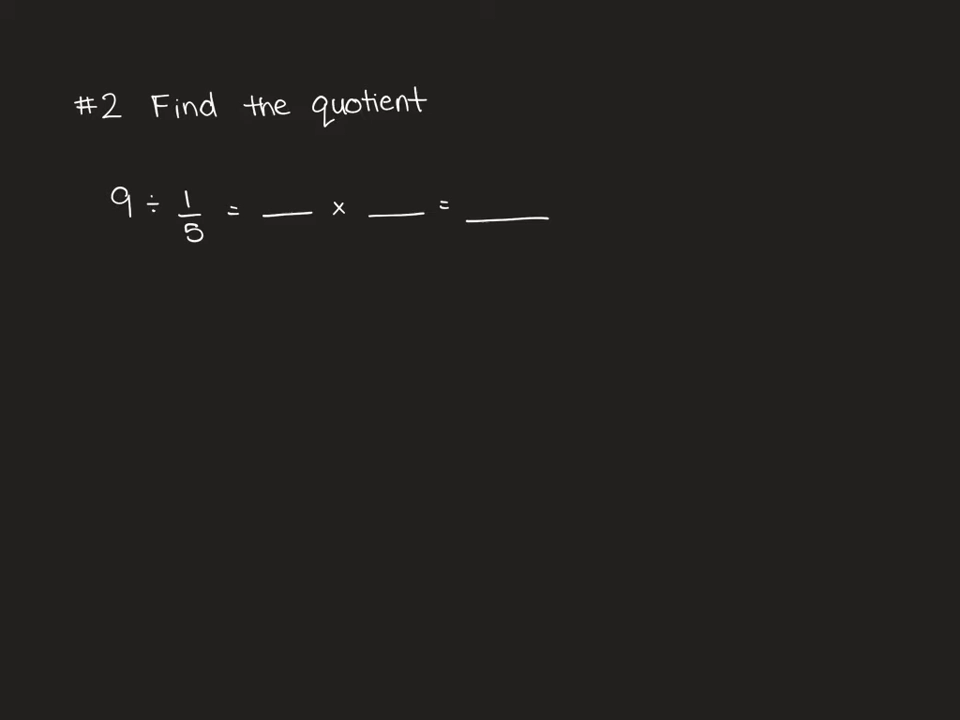 #2 Find the quotient
9 ÷ 1/5 = ___ × ___ = ____